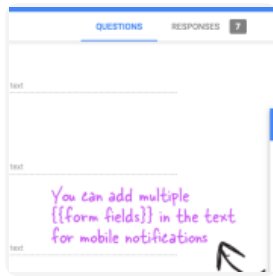 QUESTIONS RESPONSES 7
text
text
You can add multiple
{{form fields}} in the text
for mobile notifications
text